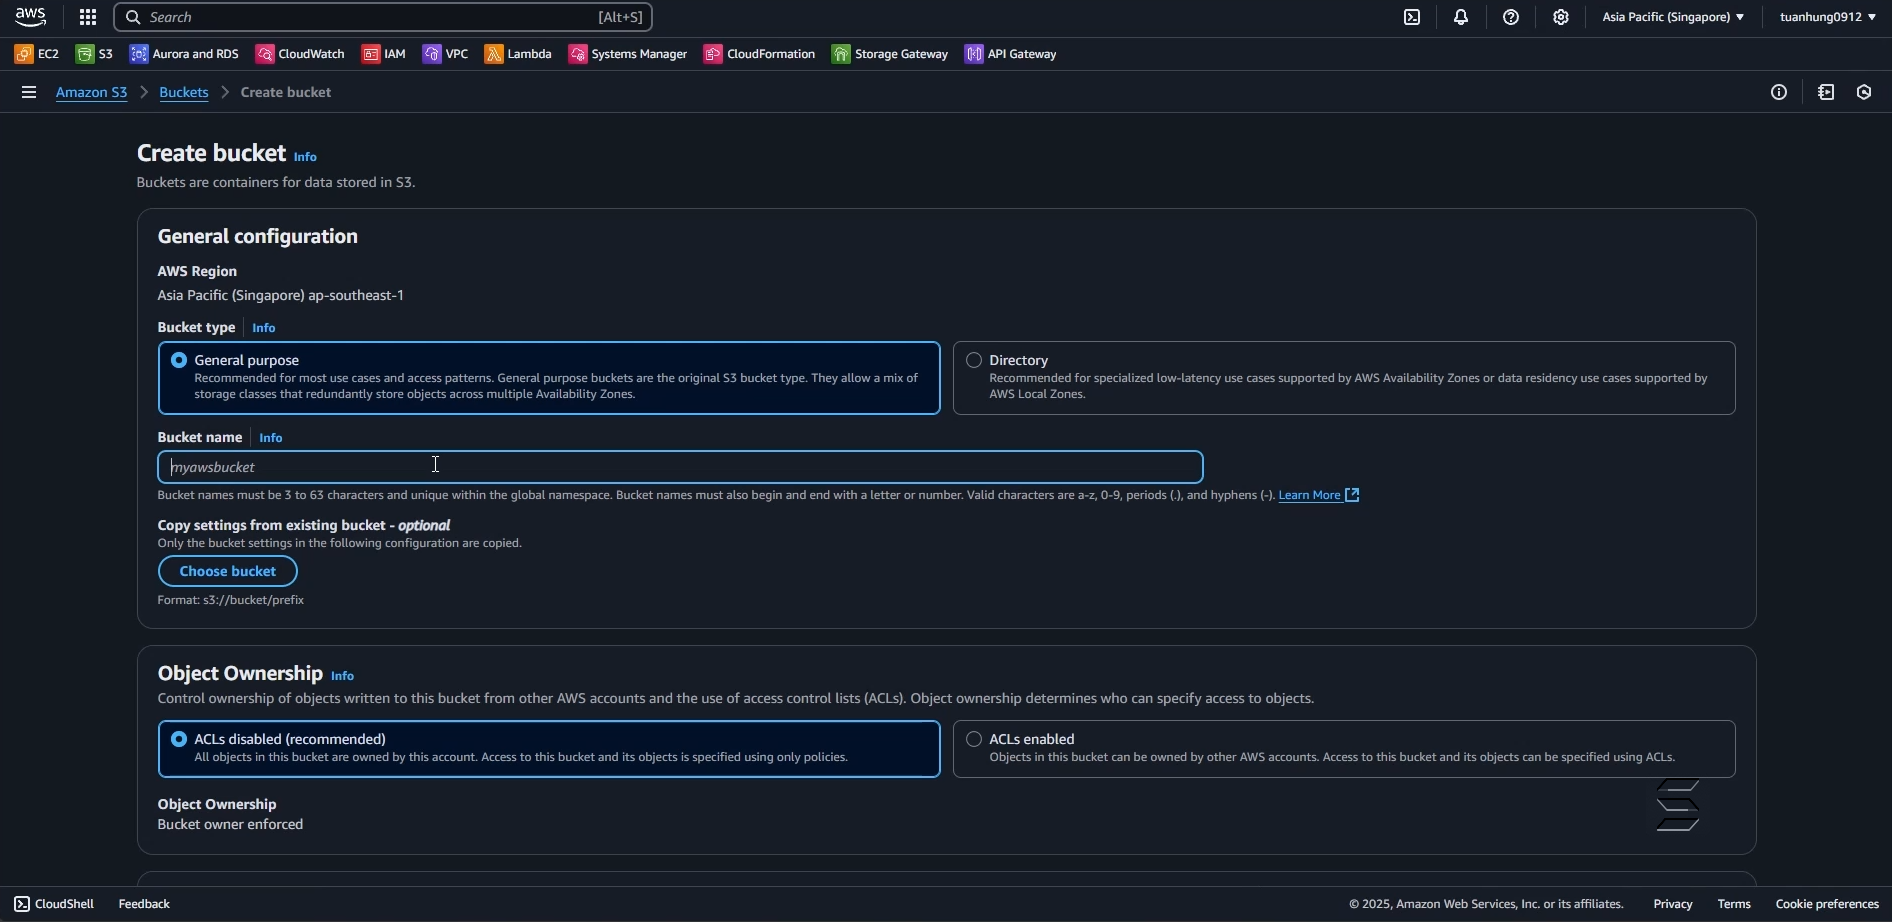 aws
Search [Alt+S]
Asia Pacific (Singapore) tuanhung0912
EC2 S3 Aurora and RDS CloudWatch IAM VPC Lambda Systems Manager CloudFormation Storage Gateway API Gateway
Amazon S3 Buckets Create bucket
Create bucket Info
Buckets are containers for data stored in S3.
General configuration
AWS Region
Asia Pacific (Singapore) ap-southeast-1
Bucket type Info
General purpose
Recommended for most use cases and access patterns. General purpose buckets are the original S3 bucket type. They allow a mix of
storage classes that redundantly store objects across multiple Availability Zones.
Directory
Recommended for specialized low-latency use cases supported by AWS Availability Zones or data residency use cases supported by
AWS Local Zones.
Bucket name Info
myawsbucket
Bucket names must be 3 to 63 characters and unique within the global namespace. Bucket names must also begin and end with a letter or number. Valid characters are a-z, 0-9, periods (.), and hyphens (-). Learn More
Copy settings from existing bucket - optional
Only the bucket settings in the following configuration are copied.
Choose bucket
Format: s3://bucket/prefix
Object Ownership Info
Control ownership of objects written to this bucket from other AWS accounts and the use of access control lists (ACLs). Object ownership determines who can specify access to objects.
ACLs disabled (recommended)
All objects in this bucket are owned by this account. Access to this bucket and its objects is specified using only policies.
ACLs enabled
Objects in this bucket can be owned by other AWS accounts. Access to this bucket and its objects can be specified using ACLs.
Object Ownership
Bucket owner enforced
CloudShell Feedback © 2025, Amazon Web Services, Inc. or its affiliates. Privacy Terms Cookie preferences